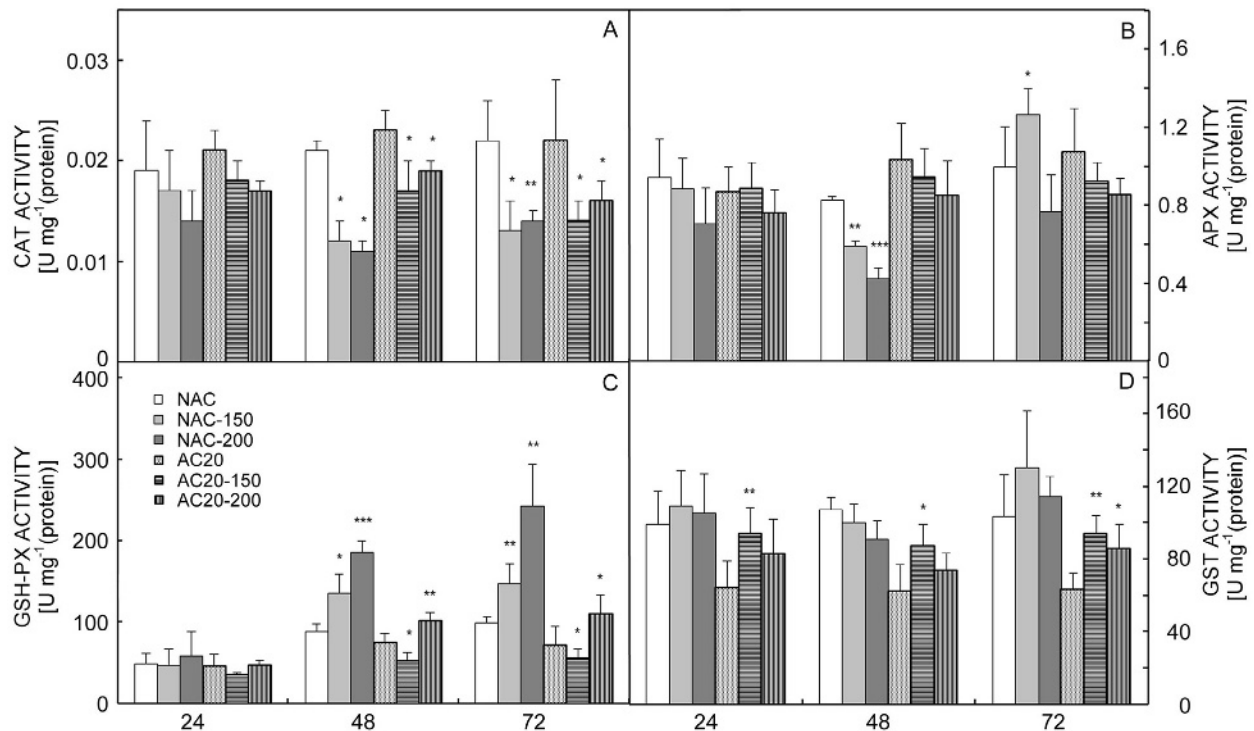 A
0.03
0.02
0.01
0
CAT ACTIVITY
[U mg⁻¹(protein)]
* * * *
* ** * *
B
1.6
1.2
0.8
0.4
0
APX ACTIVITY
[U mg⁻¹(protein)]
** ***
*
C
400
300
200
100
0
GSH-PX ACTIVITY
[U mg⁻¹(protein)]
NAC
NAC-150
NAC-200
AC20
AC20-150
AC20-200
* *** * **
** ** * *
24 48 72
D
160
120
80
40
0
GST ACTIVITY
[U mg⁻¹(protein)]
**
*
** *
24 48 72